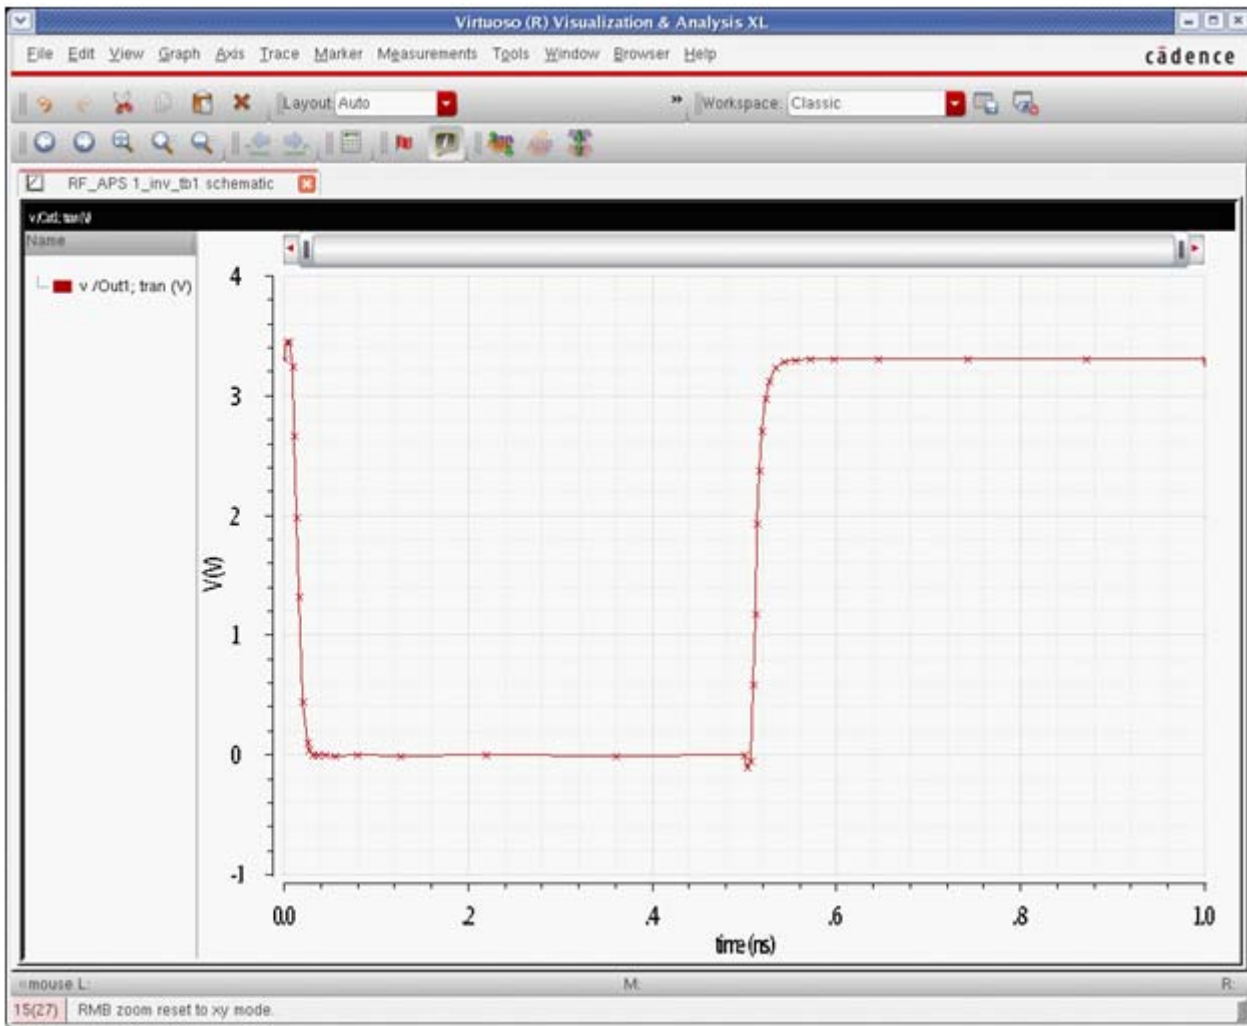 Virtuoso (R) Visualization & Analysis XL
File Edit View Graph Axis Trace Marker Measurements Tools Window Browser Help
cādence
Layout: Auto
» Workspace: Classic
RF_APS 1_inv_tb1 schematic
v /Out1; tran (V)
Name
v /Out1; tran (V)
4
3
2
1
0
-1
V (V)
0.0 .2 .4 .6 .8 1.0
time (ns)
mouse L: M: R:
15(27) RMB zoom reset to xy mode.